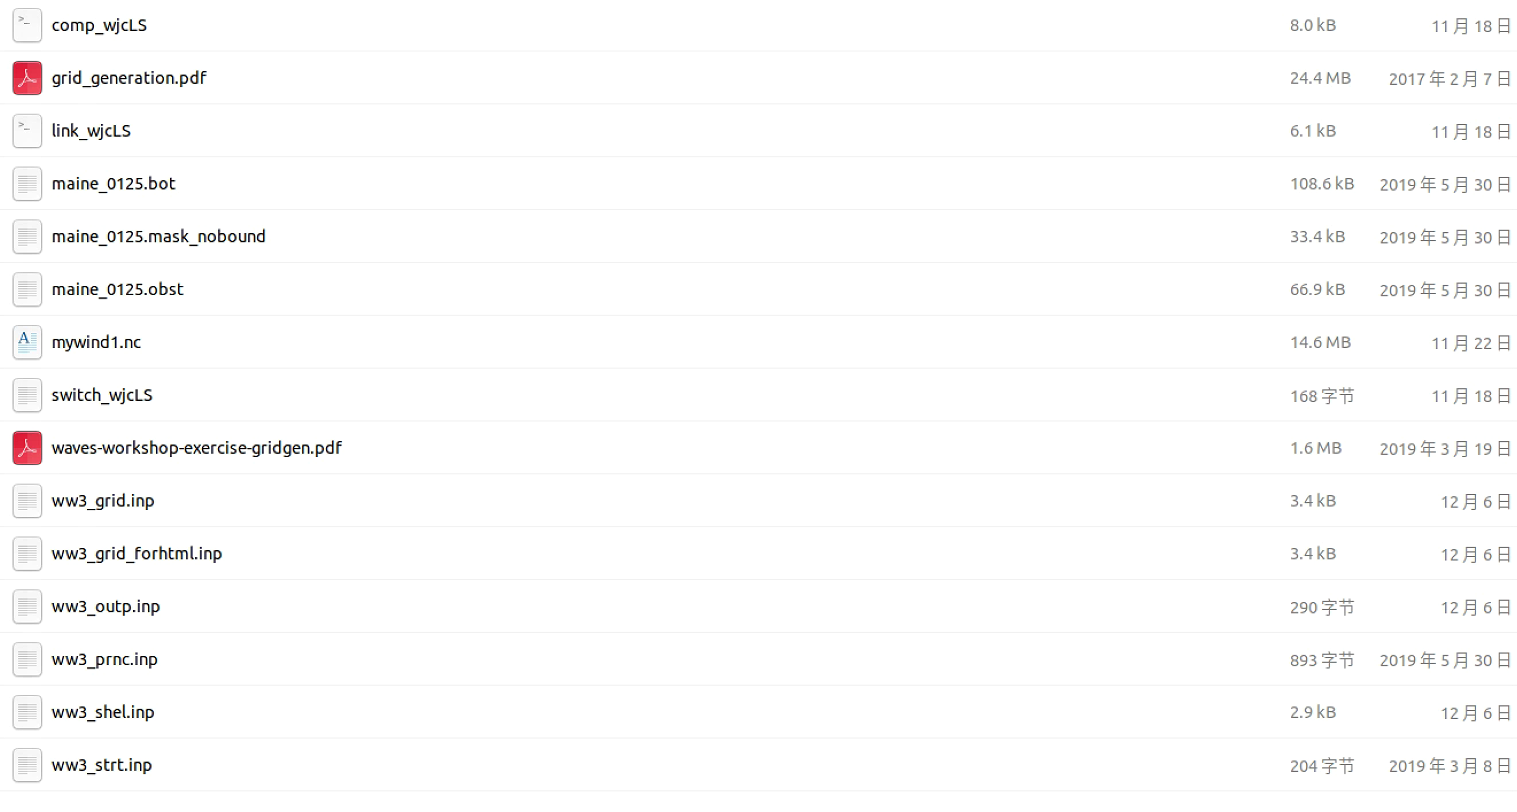 comp_wjcLS 8.0 kB 11 月 18 日
grid_generation.pdf 24.4 MB 2017 年 2 月 7 日
link_wjcLS 6.1 kB 11 月 18 日
maine_0125.bot 108.6 kB 2019 年 5 月 30 日
maine_0125.mask_nobound 33.4 kB 2019 年 5 月 30 日
maine_0125.obst 66.9 kB 2019 年 5 月 30 日
mywind1.nc 14.6 MB 11 月 22 日
switch_wjcLS 168 字节 11 月 18 日
waves-workshop-exercise-gridgen.pdf 1.6 MB 2019 年 3 月 19 日
ww3_grid.inp 3.4 kB 12 月 6 日
ww3_grid_forhtml.inp 3.4 kB 12 月 6 日
ww3_outp.inp 290 字节 12 月 6 日
ww3_prnc.inp 893 字节 2019 年 5 月 30 日
ww3_shel.inp 2.9 kB 12 月 6 日
ww3_strt.inp 204 字节 2019 年 3 月 8 日